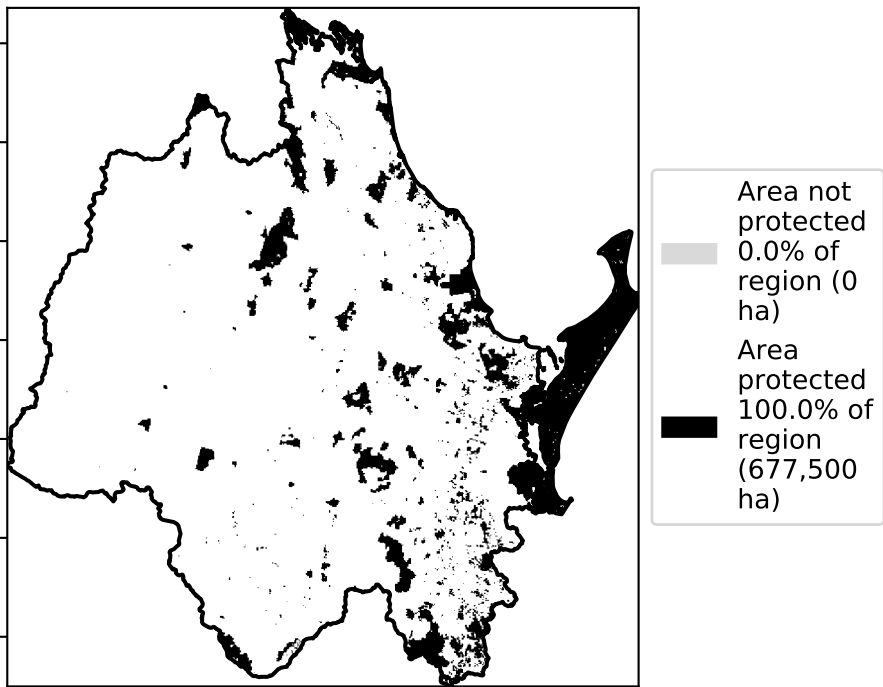 Area not
protected
0.0% of
region (0
ha)
Area
protected
100.0% of
region
(677,500
ha)